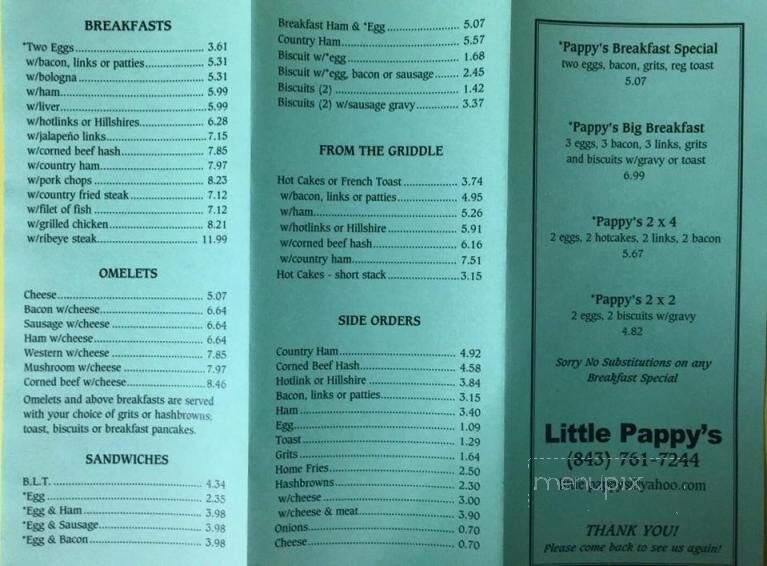 BREAKFASTS
*Two Eggs 3.61
w/bacon, links or patties 5.31
w/bologna 5.31
w/ham 5.99
w/liver 5.99
w/hotlinks or Hillshires 6.28
w/jalapeño links 7.15
w/corned beef hash 7.85
w/country ham 7.97
w/pork chops 8.23
w/country fried steak 7.12
w/filet of fish 7.12
w/grilled chicken 8.21
w/ribeye steak 11.99
OMELETS
Cheese 5.07
Bacon w/cheese 6.64
Sausage w/cheese 6.64
Ham w/cheese 6.64
Western w/cheese 7.85
Mushroom w/cheese 7.97
Corned beef w/cheese 8.46
Omelets and above breakfasts are served
with your choice of grits or hashbrowns;
toast, biscuits or breakfast pancakes.
SANDWICHES
B.L.T. 4.34
*Egg 2.35
*Egg & Ham 3.98
*Egg & Sausage 3.98
*Egg & Bacon 3.98
Breakfast Ham & *Egg 5.07
Country Ham 5.57
Biscuit w/*egg 1.68
Biscuit w/*egg, bacon or sausage 2.45
Biscuits (2) 1.42
Biscuits (2) w/sausage gravy 3.37
FROM THE GRIDDLE
Hot Cakes or French Toast 3.74
w/bacon, links or patties 4.95
w/ham 5.26
w/hotlinks or Hillshire 5.91
w/corned beef hash 6.16
w/country ham 7.51
Hot Cakes - short stack 3.15
SIDE ORDERS
Country Ham 4.92
Corned Beef Hash 4.58
Hotlink or Hillshire 3.84
Bacon, links or patties 3.15
Ham 3.40
Egg 1.09
Toast 1.29
Grits 1.64
Home Fries 2.50
Hashbrowns 2.30
w/cheese 3.00
w/cheese & meat 3.90
Onions 0.70
Cheese 0.70
*Pappy's Breakfast Special
two eggs, bacon, grits, reg toast
5.07
*Pappy's Big Breakfast
3 eggs, 3 bacon, 3 links, grits
and biscuits w/gravy or toast
6.99
*Pappy's 2 x 4
2 eggs, 2 hotcakes, 2 links, 2 bacon
5.67
*Pappy's 2 x 2
2 eggs, 2 biscuits w/gravy
4.82
Sorry No Substitutions on any
Breakfast Special
Little Pappy's
(843) 761-7244
menupix
THANK YOU!
Please come back to see us again!